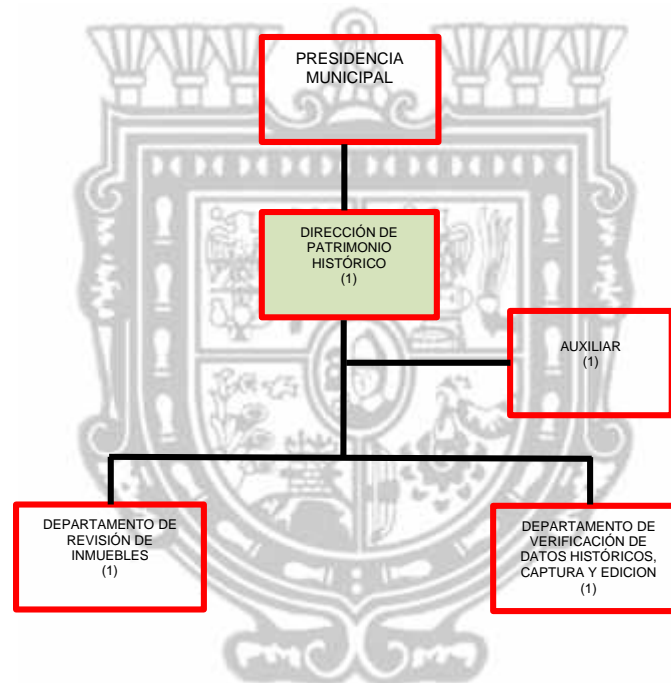 PRESIDENCIA
MUNICIPAL
DIRECCIÓN DE
PATRIMONIO
HISTÓRICO
(1)
AUXILIAR
(1)
DEPARTAMENTO DE
REVISIÓN DE
INMUEBLES
(1)
DEPARTAMENTO DE
VERIFICACIÓN DE
DATOS HISTÓRICOS,
CAPTURA Y EDICION
(1)